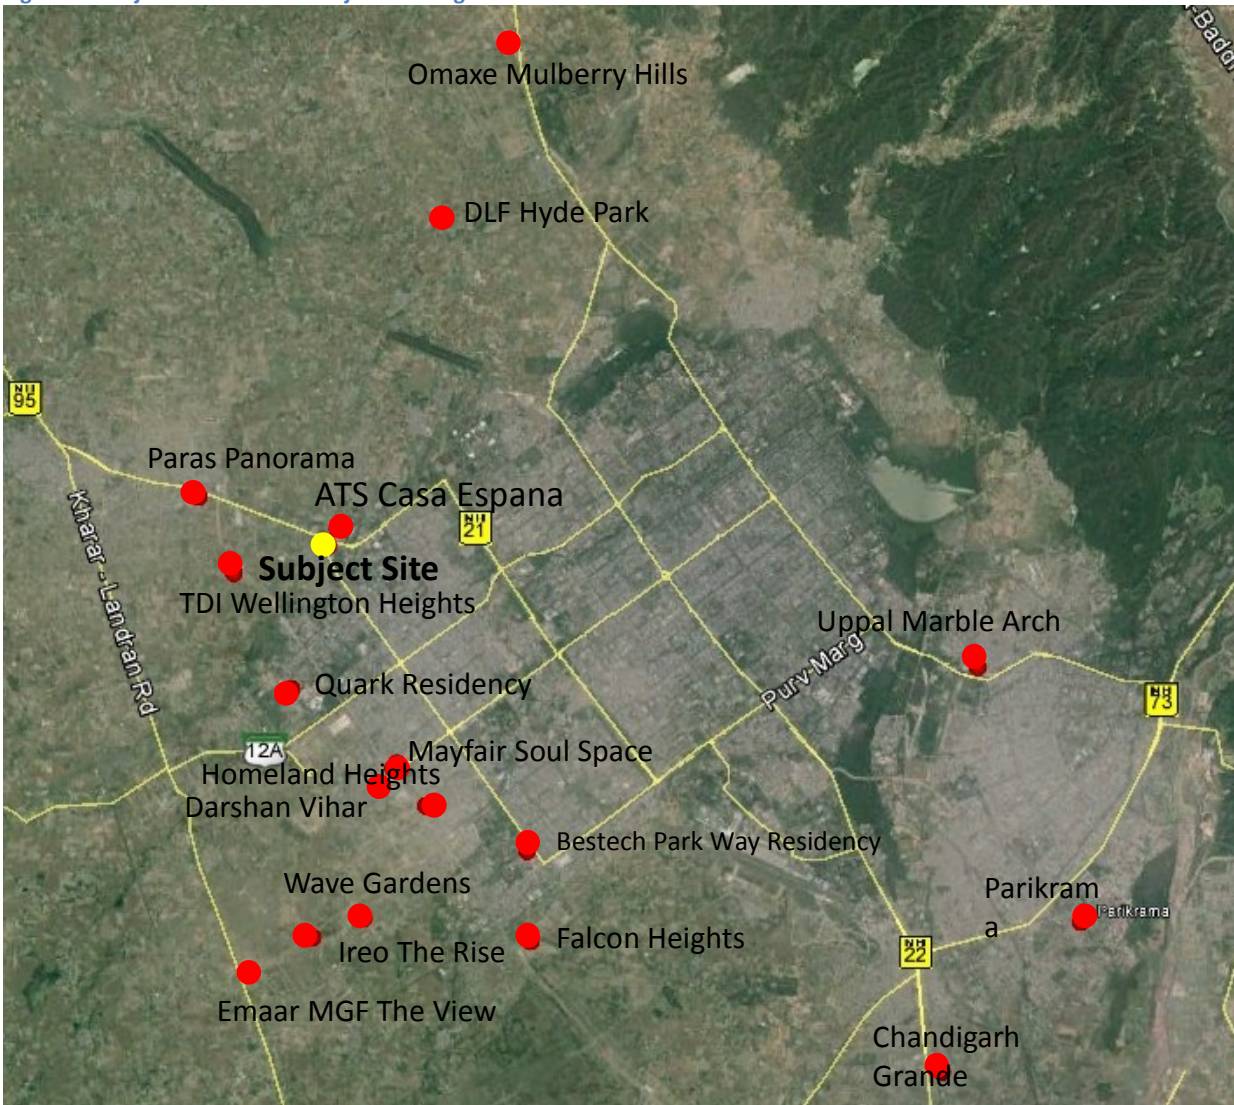 -Baddi
Omaxe Mulberry Hills
DLF Hyde Park
NH
95
Paras Panorama
ATS Casa Espana
NH
21
Subject Site
TDI Wellington Heights
Kharar - Landran Rd
Uppal Marble Arch
Purv Marg
Quark Residency
NH
73
12A
Mayfair Soul Space
Homeland Heights
Darshan Vihar
Bestech Park Way Residency
Wave Gardens
Parikram
a
Parikrama
Ireo The Rise
Falcon Heights
NH
22
Emaar MGF The View
Chandigarh
Grande